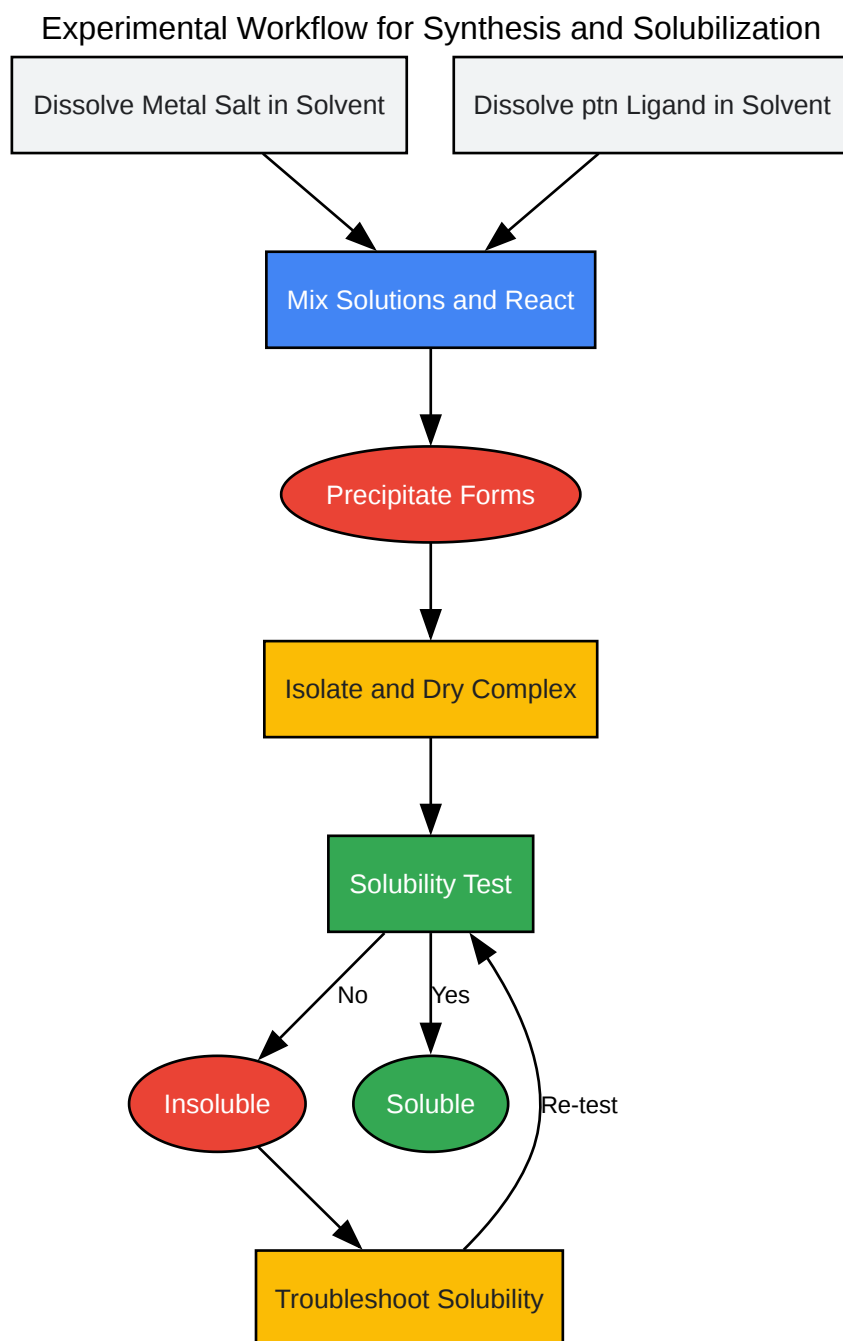 Experimental Workflow for Synthesis and Solubilization
Dissolve Metal Salt in Solvent
Dissolve ptn Ligand in Solvent
Mix Solutions and React
Precipitate Forms
Isolate and Dry Complex
Solubility Test
No
Yes
Insoluble
Soluble
Re-test
Troubleshoot Solubility